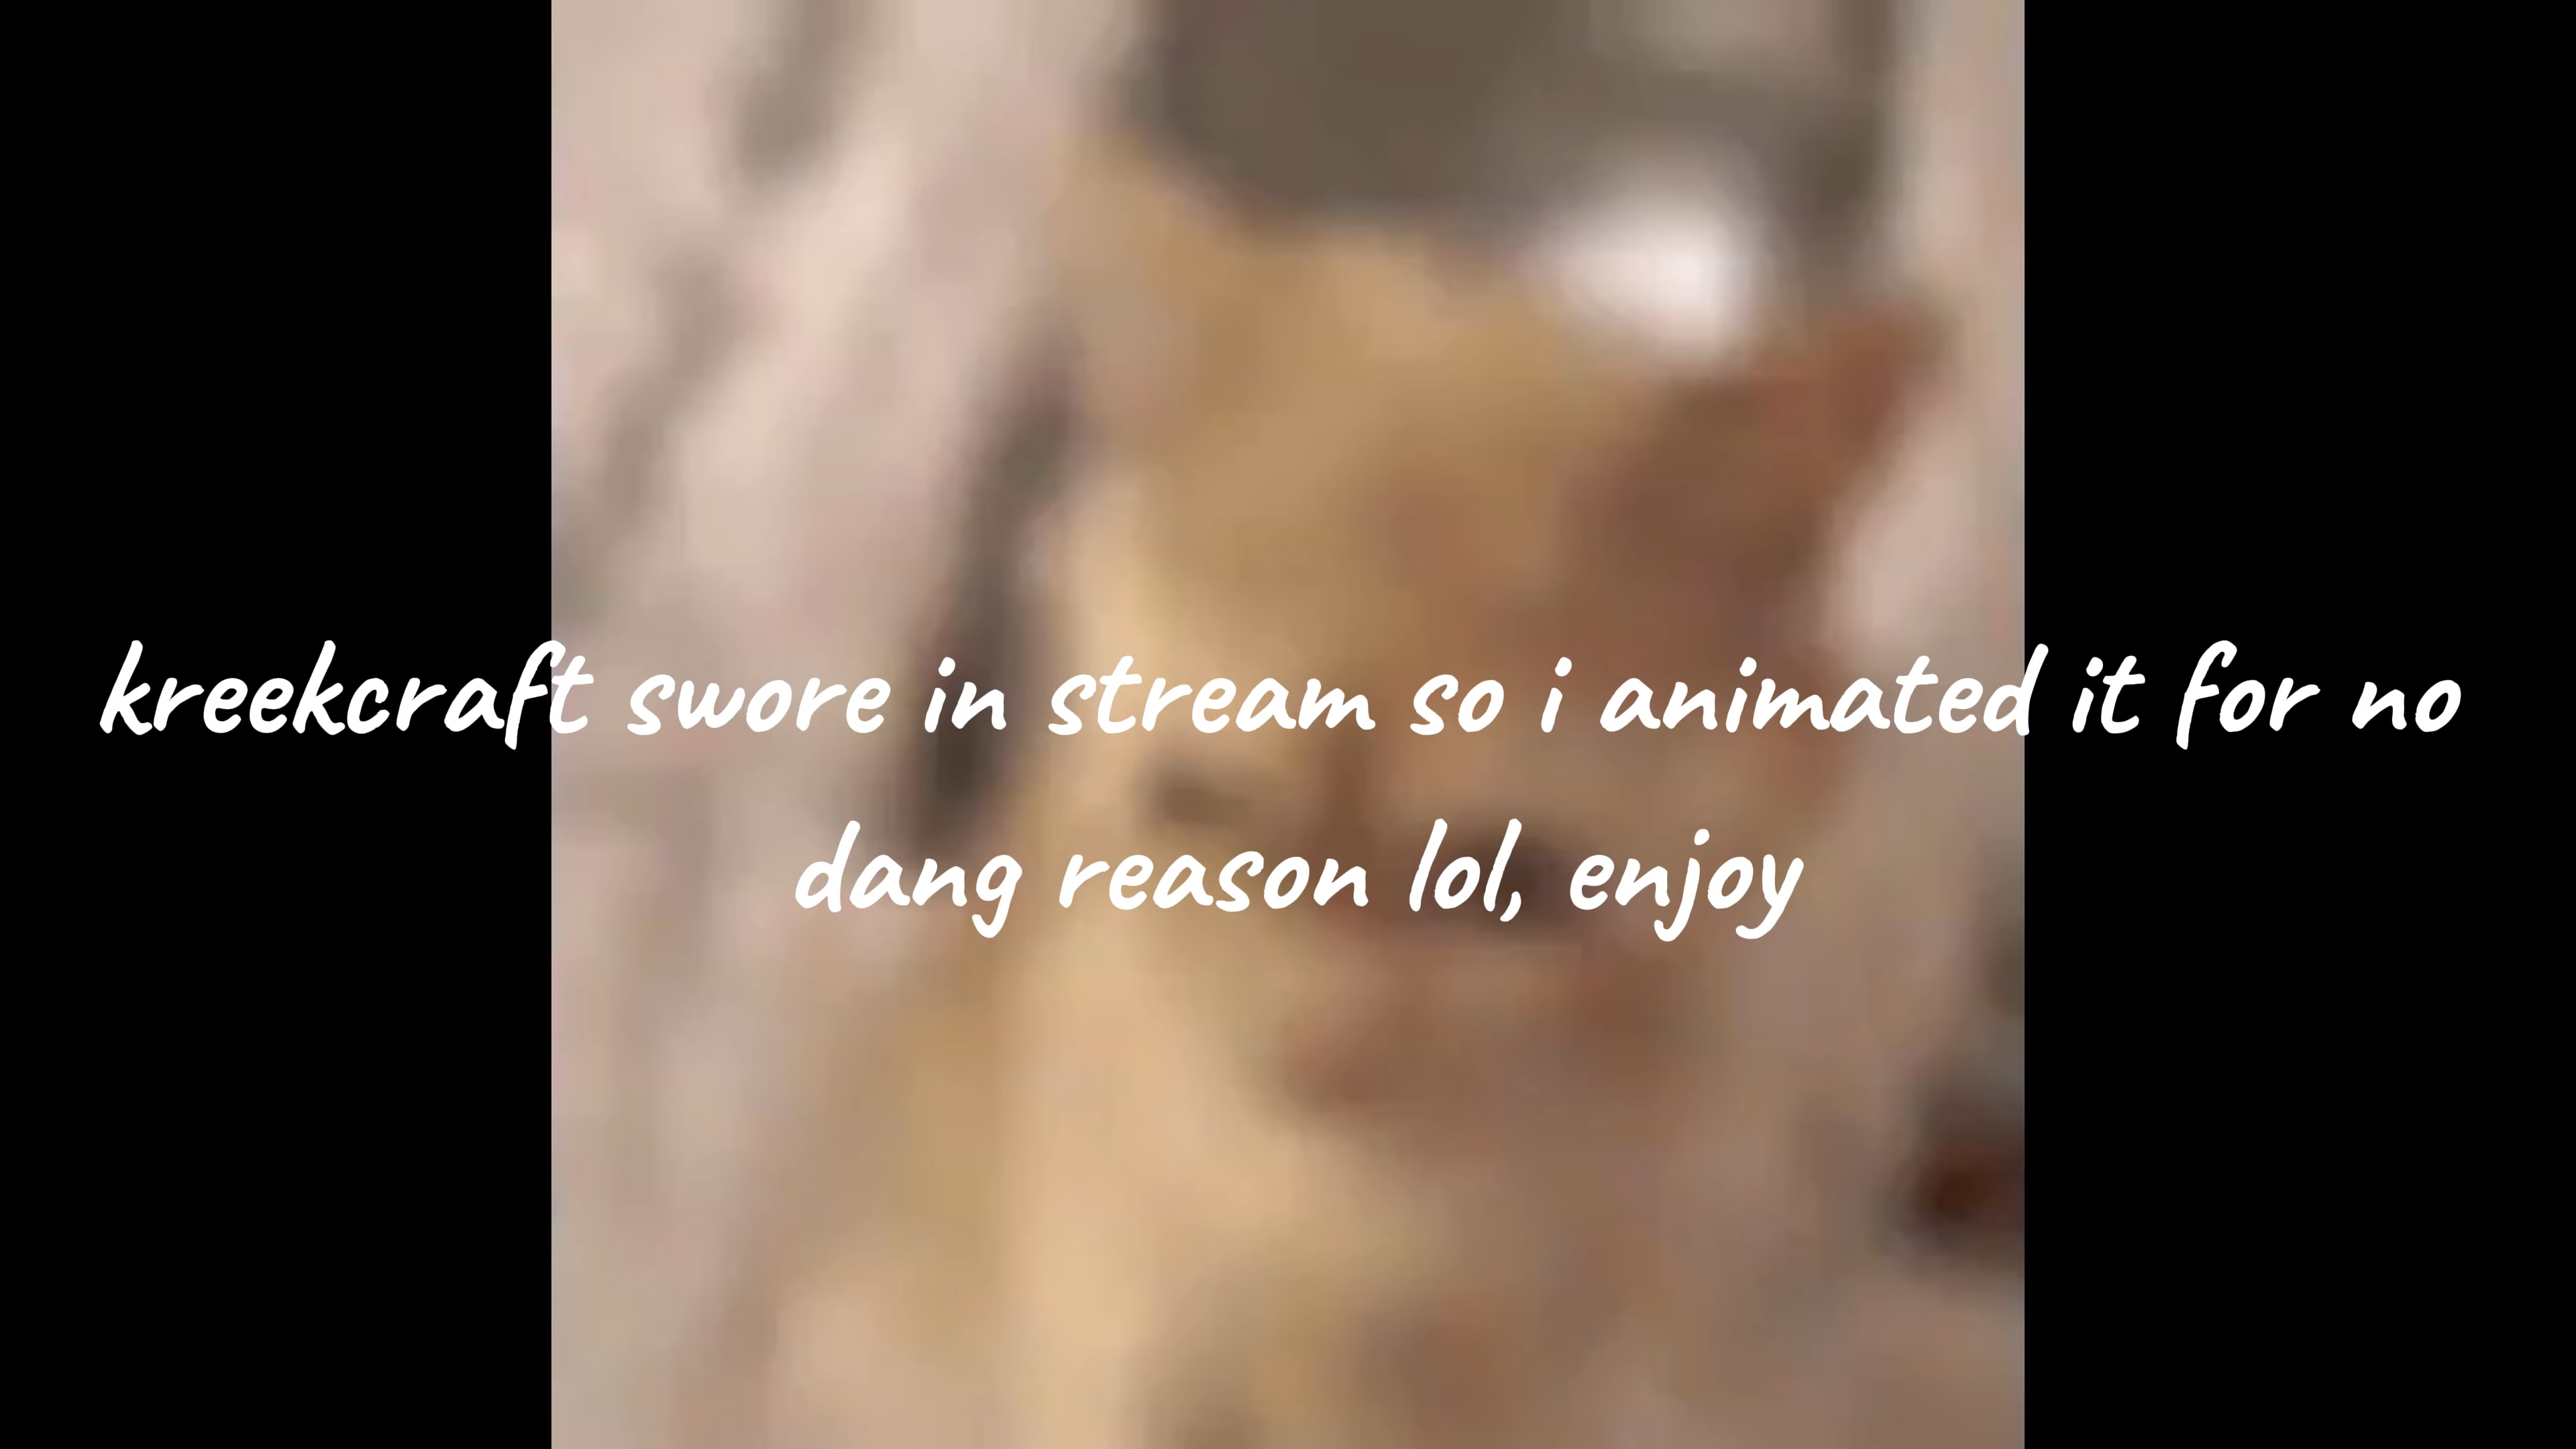 kreekcraft swore in stream so i animated it for no
dang reason lol, enjoy